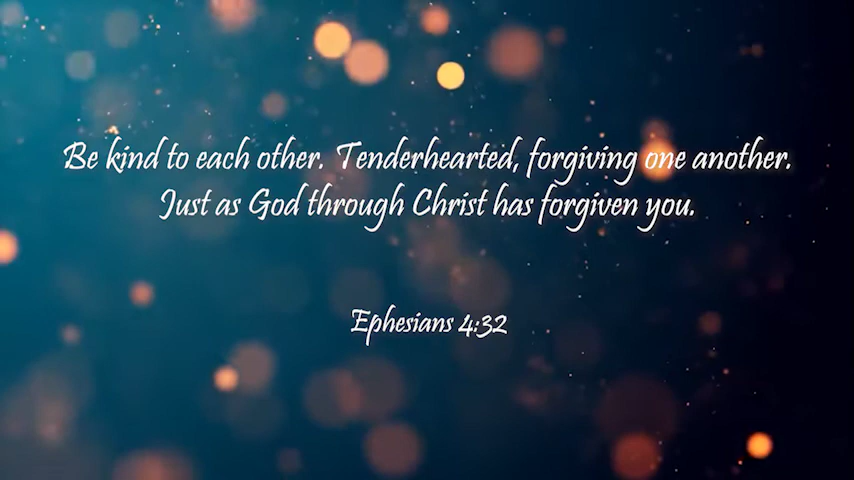 Be kind to each other. Tenderhearted, forgiving one another.
Just as God through Christ has forgiven you.
Ephesians 4:32